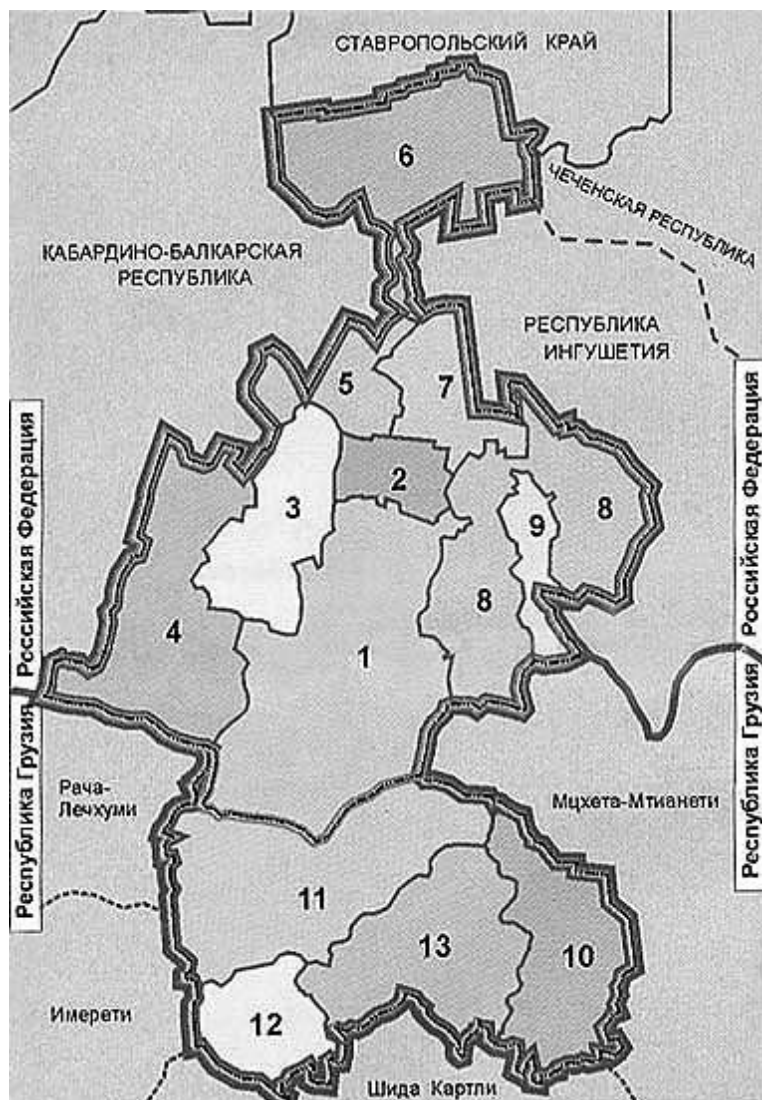 СТАВРОПОЛЬСКИЙ КРАЙ
6
ЧЕЧЕНСКАЯ РЕСПУБЛИКА
КАБАРДИНО-БАЛКАРСКАЯ
РЕСПУБЛИКА
РЕСПУБЛИКА
ИНГУШЕТИЯ
5
7
2
3
9
8
8
4
1
Республика Грузия Российская Федерация
Республика Грузия Российская Федерация
Рача-
Лечхуми
Мцхета-Мтианети
11
13
10
Имерети
12
Шида Картли